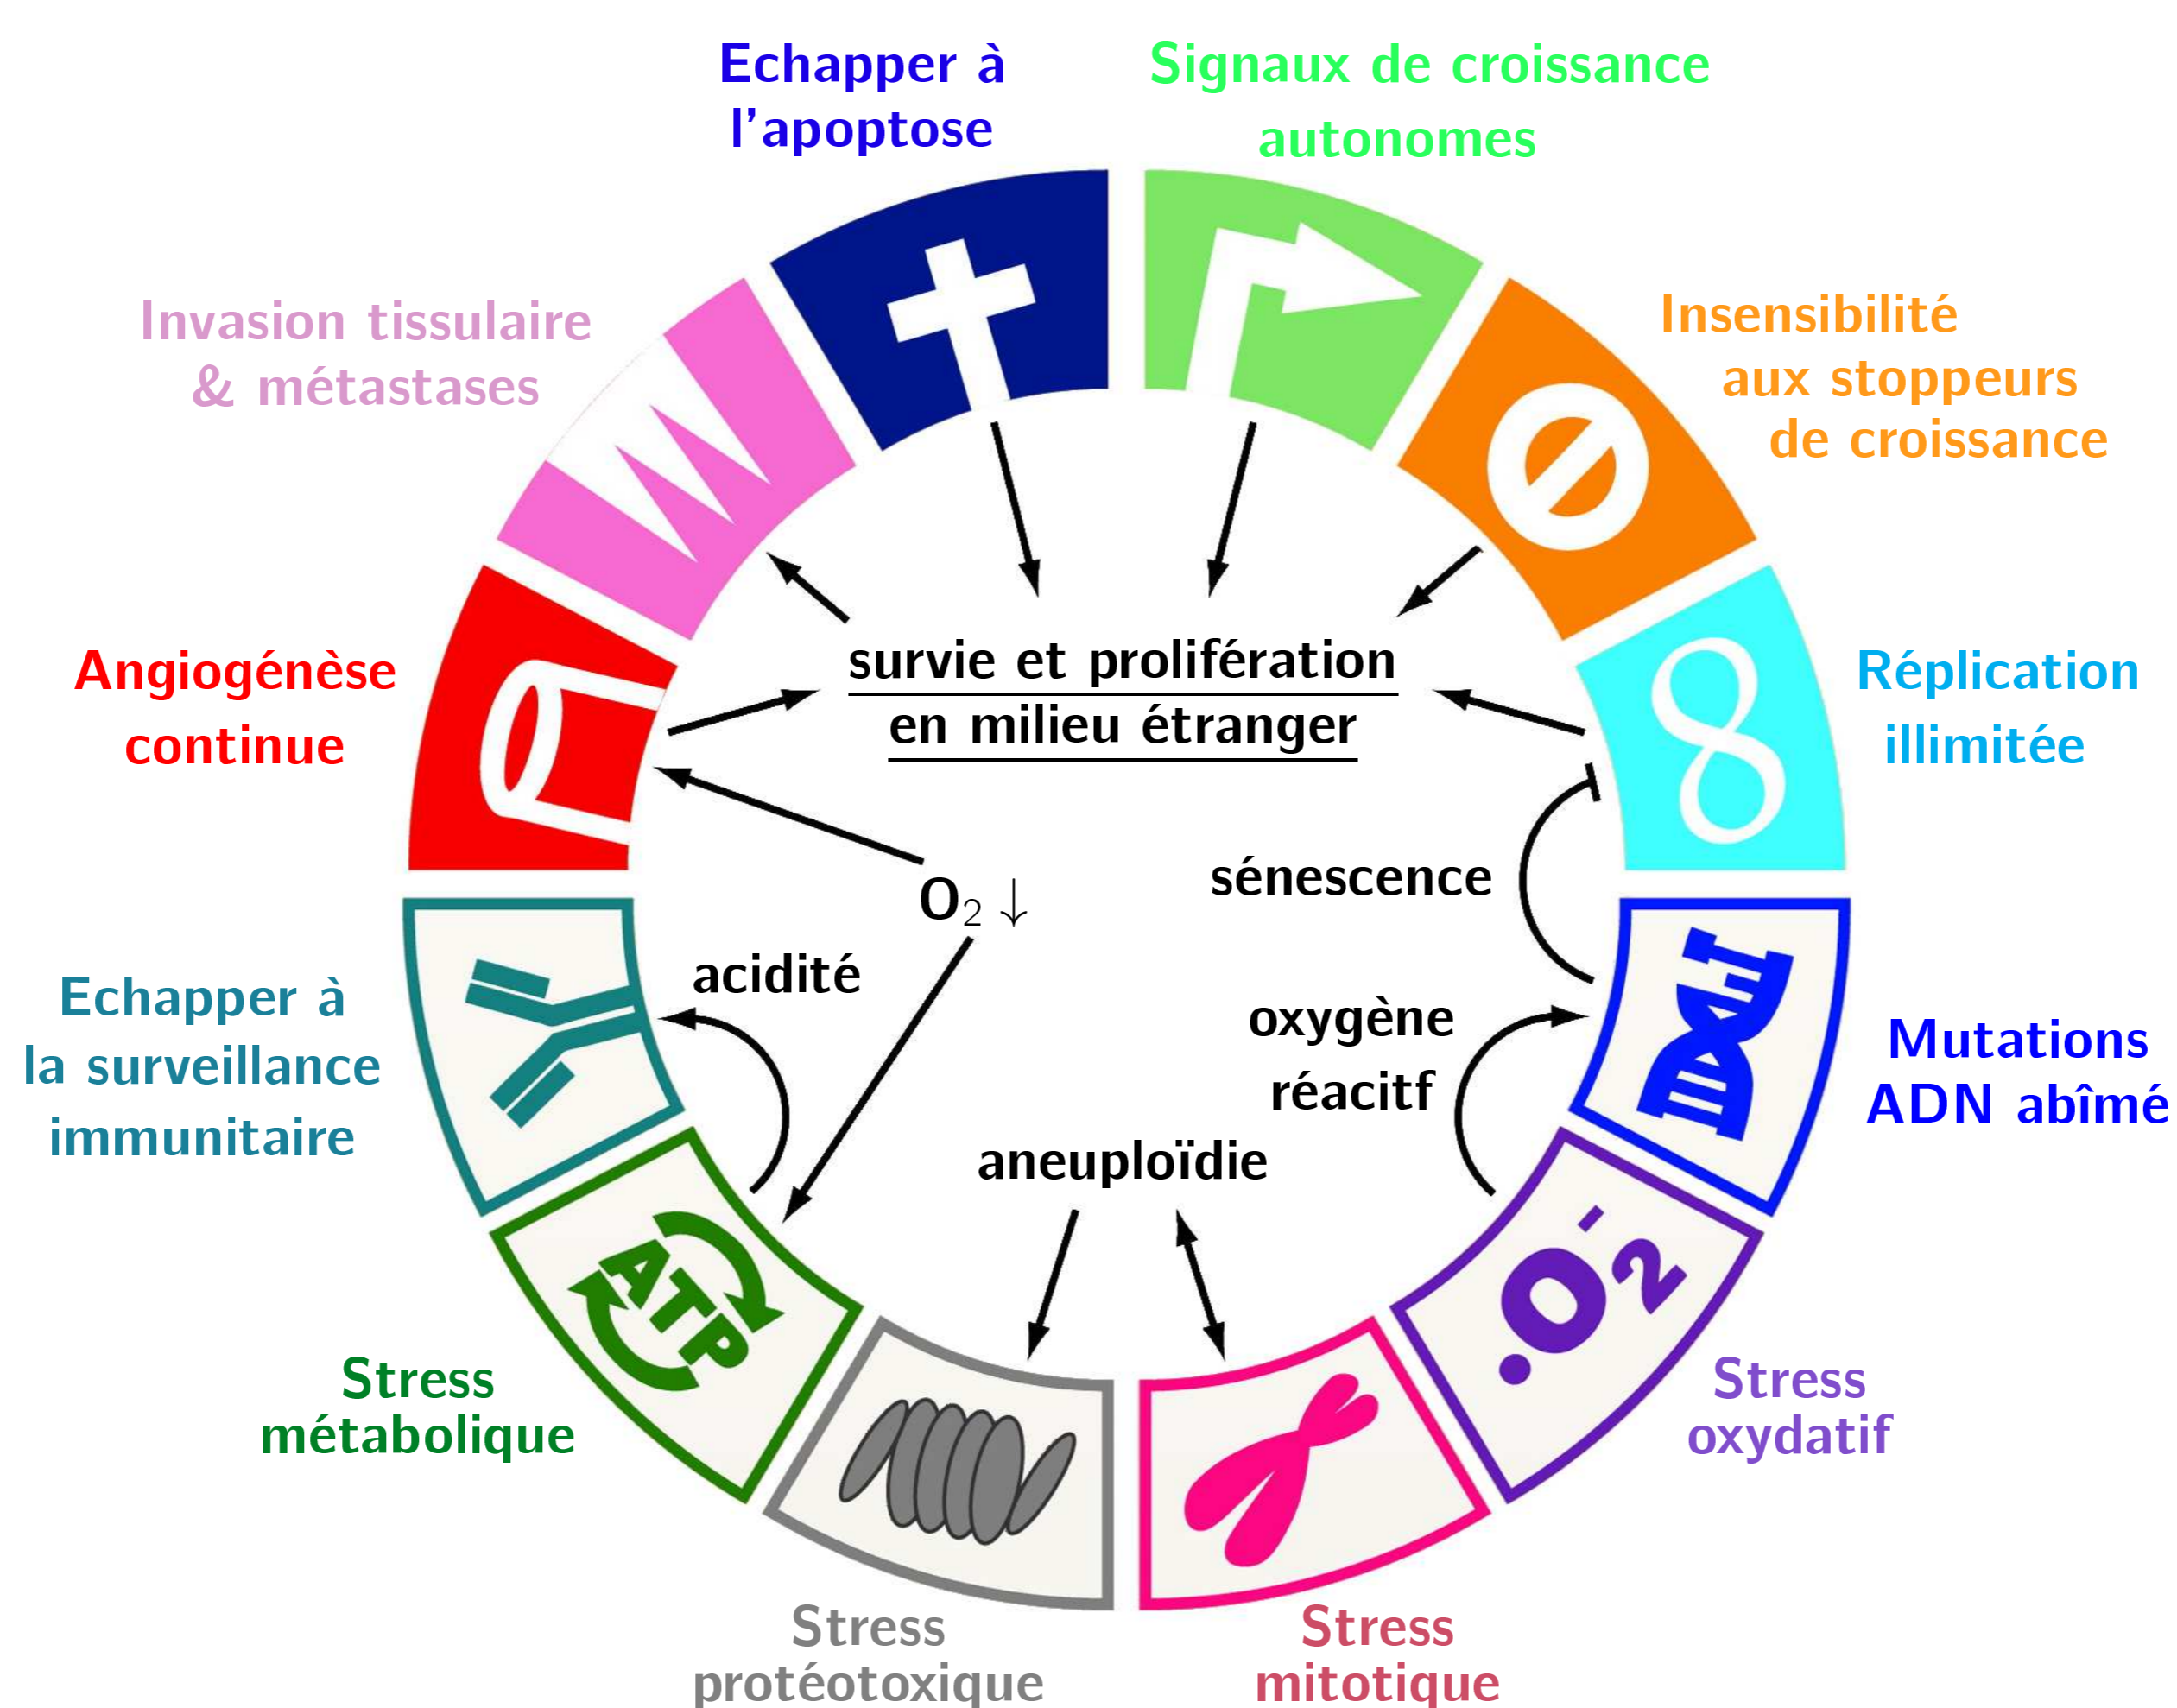 Echapper à
l'apoptose
Signaux de croissance
autonomes
Invasion tissulaire
& métastases
Insensibilité
aux stoppeurs
de croissance
Angiogénèse
continue
survie et prolifération
en milieu étranger
Réplication
illimitée
8
O₂ ↓
sénescence
acidité
Echapper à
la surveillance
immunitaire
oxygène
réacitf
Mutations
ADN abîmé
aneuploïdie
ATP
•O₂-
Stress
métabolique
Stress
oxydatif
Stress
protéotoxique
Stress
mitotique